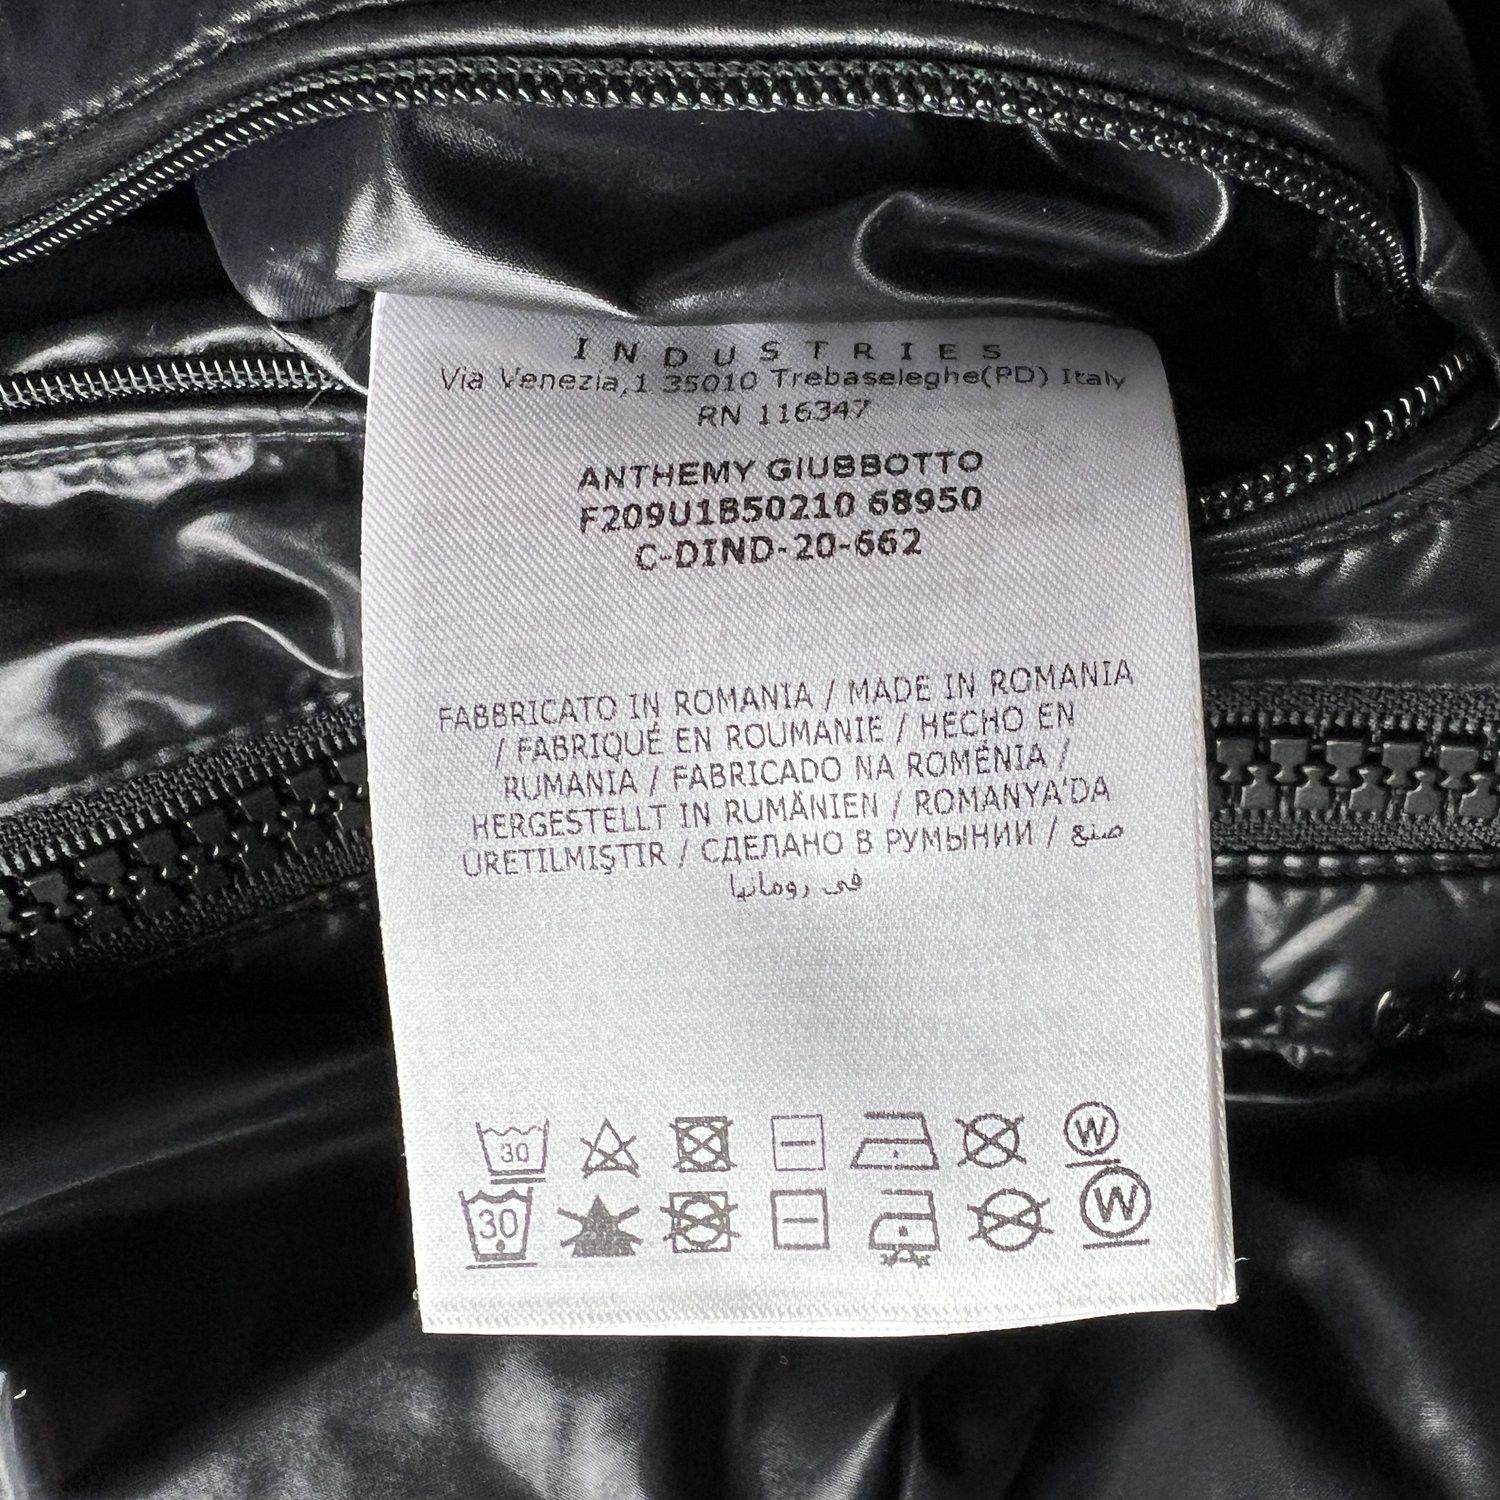 INDUSTRIES
Via Venezia,1 35010 Trebaseleghe(PD) Italy
RN 116347
ANTHEMY GIUBBOTTO
F209U1B50210 68950
C-DIND-20-662
FABBRICATO IN ROMANIA / MADE IN ROMANIA
/ FABRIQUÉ EN ROUMANIE / HECHO EN
RUMANIA / FABRICADO NA ROMÉNIA /
HERGESTELLT IN RUMÄNIEN / ROMANYA'DA
ÜRETILMIŞTIR / СДЕЛАНО В РУМЫНИИ / صنع
في رومانيا
30 W
30 W